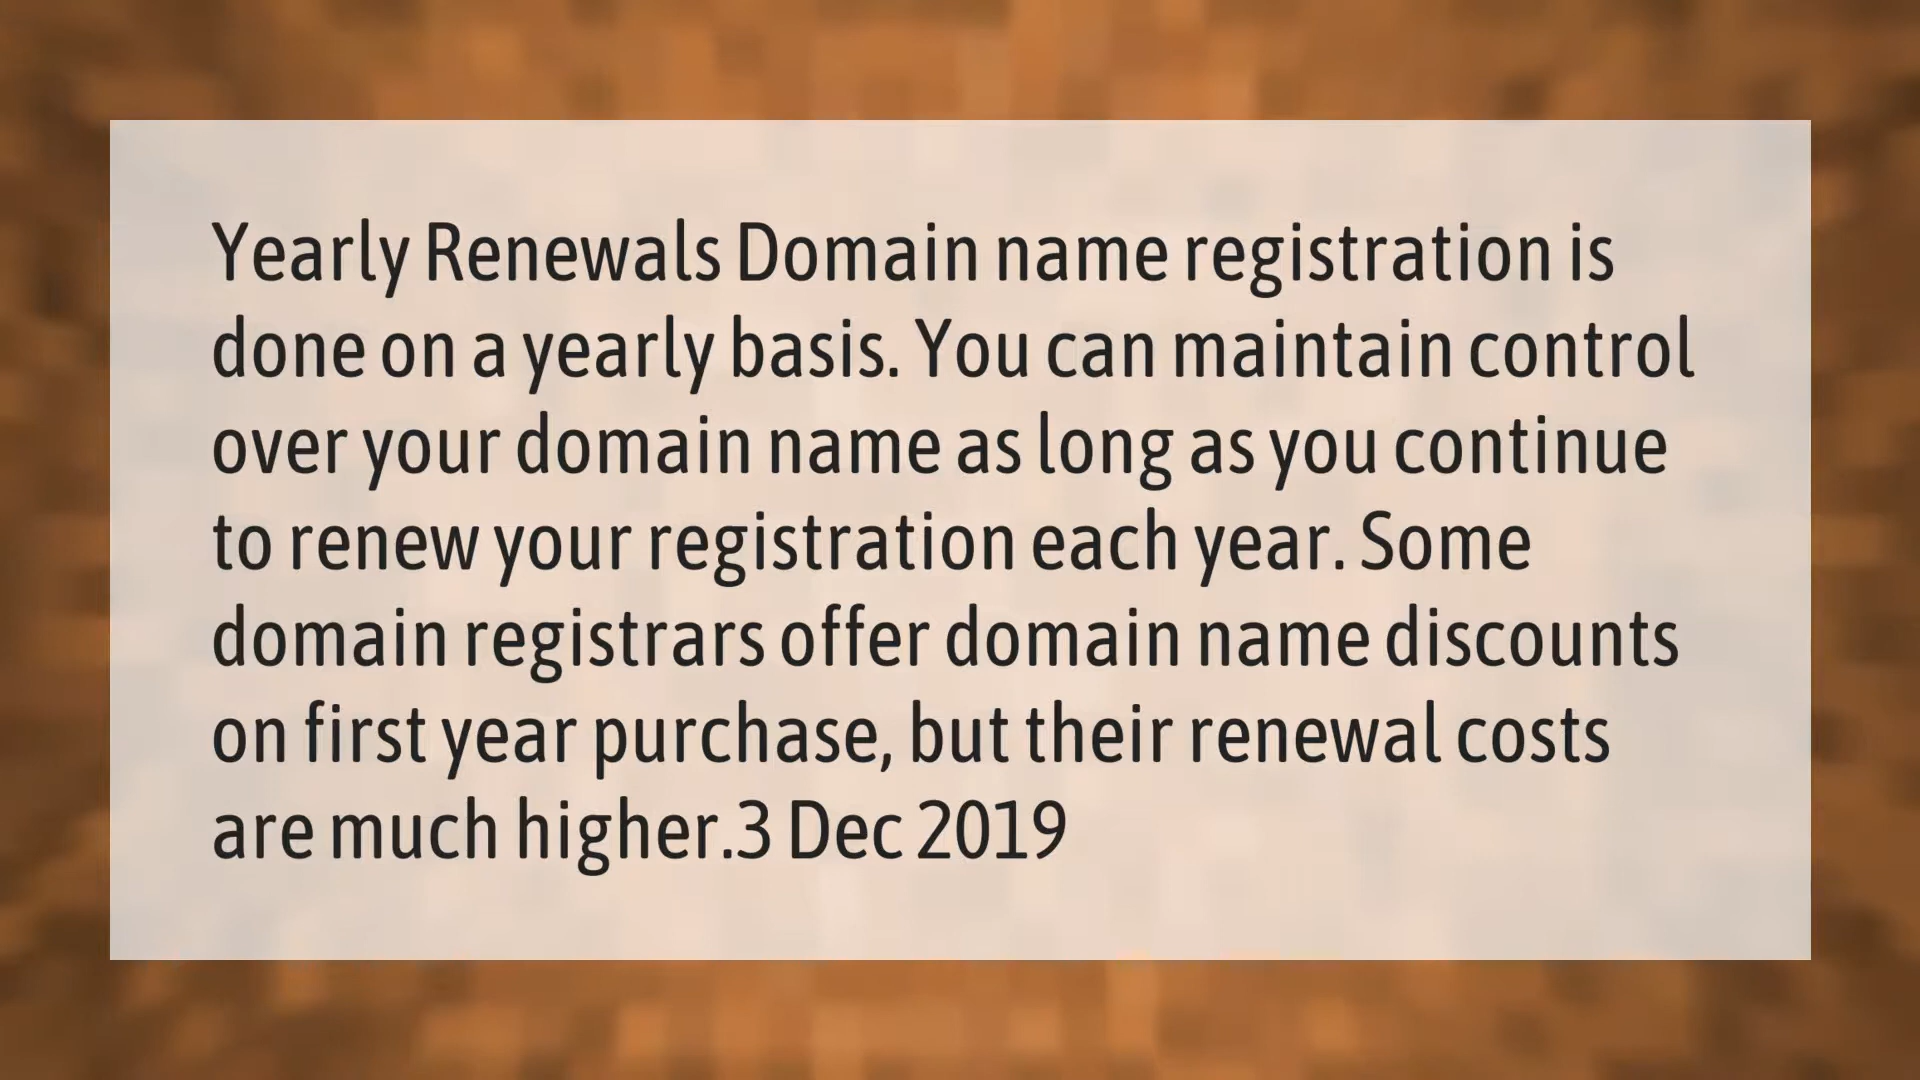 Yearly Renewals Domain name registration is
done on a yearly basis. You can maintain control
over your domain name as long as you continue
to renew your registration each year. Some
domain registrars offer domain name discounts
on first year purchase, but their renewal costs
are much higher.3 Dec 2019